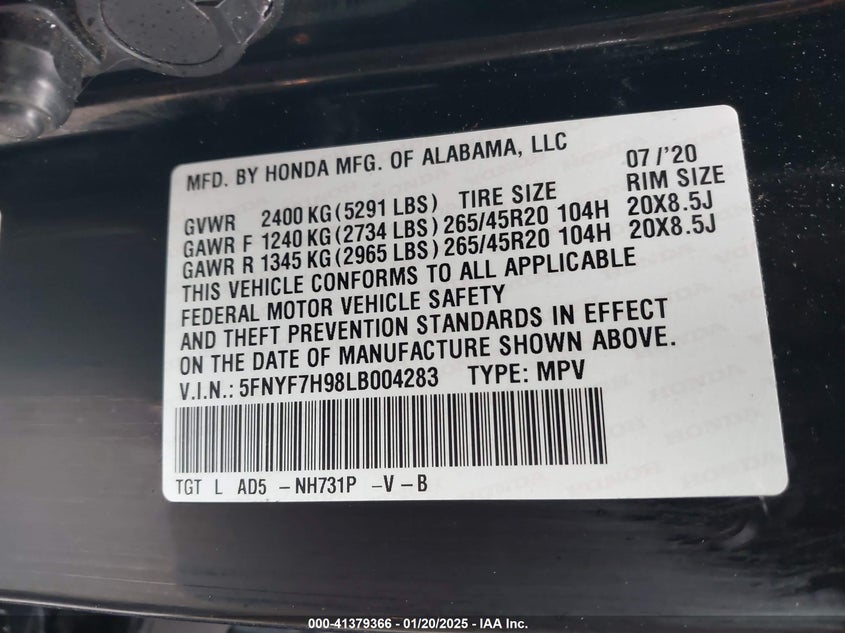 MFD. BY HONDA MFG. OF ALABAMA, LLC 07/'20
GVWR 2400 KG (5291 LBS) TIRE SIZE RIM SIZE
GAWR F 1240 KG (2734 LBS) 265/45R20 104H 20X8.5J
GAWR R 1345 KG (2965 LBS) 265/45R20 104H 20X8.5J
THIS VEHICLE CONFORMS TO ALL APPLICABLE
FEDERAL MOTOR VEHICLE SAFETY
AND THEFT PREVENTION STANDARDS IN EFFECT
ON THE DATE OF MANUFACTURE SHOWN ABOVE.
V.I.N.: 5FNYF7H98LB004283 TYPE: MPV
TGT L AD5 -NH731P -V-B
000-41379366 - 01/20/2025 - IAA Inc.